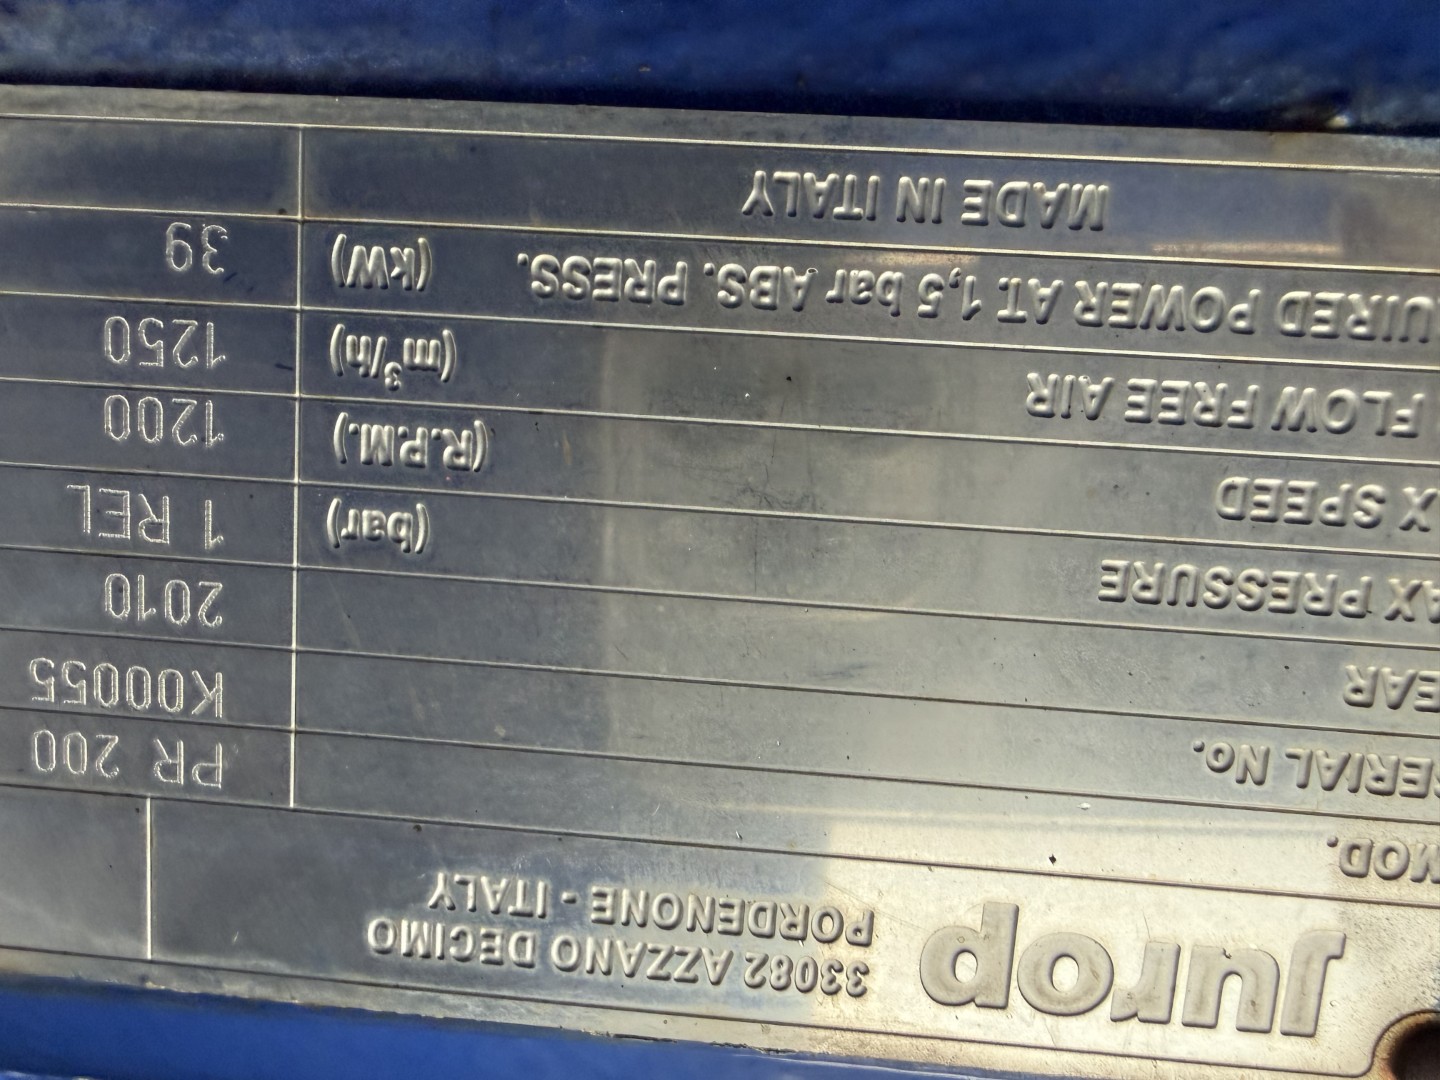 Jurop
33082 AZZANO DECIMO
PORDENONE - ITALY
MOD. PR 200
SERIAL No. K00055
EAR 2010
AX PRESSURE (bar) 1 REL
X SPEED (R.P.M.) 1200
FLOW FREE AIR (m³/h) 1250
UIRED POWER AT. 1,5 bar ABS. PRESS. (kW) 39
MADE IN ITALY